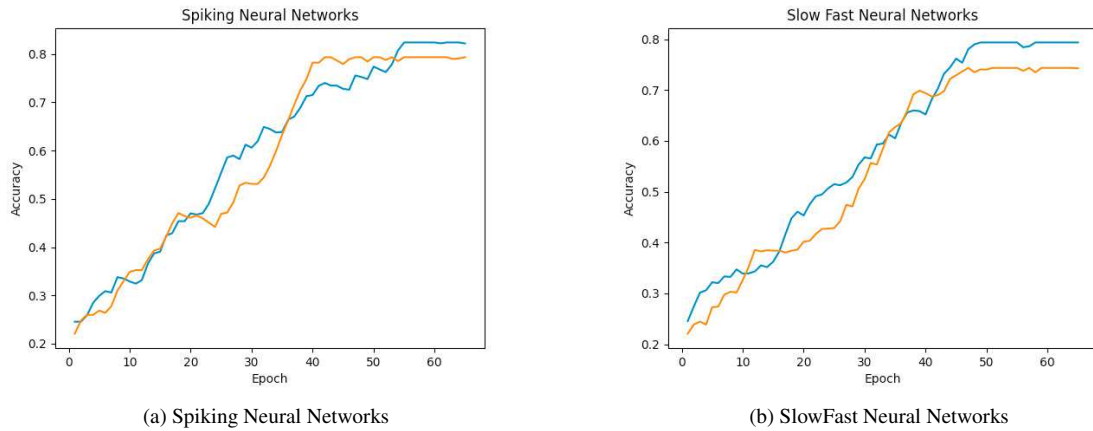 Spiking Neural Networks
Accuracy
0.8
0.7
0.6
0.5
0.4
0.3
0.2
0 10 20 30 40 50 60
Epoch
(a) Spiking Neural Networks
Slow Fast Neural Networks
Accuracy
0.8
0.7
0.6
0.5
0.4
0.3
0.2
0 10 20 30 40 50 60
Epoch
(b) SlowFast Neural Networks